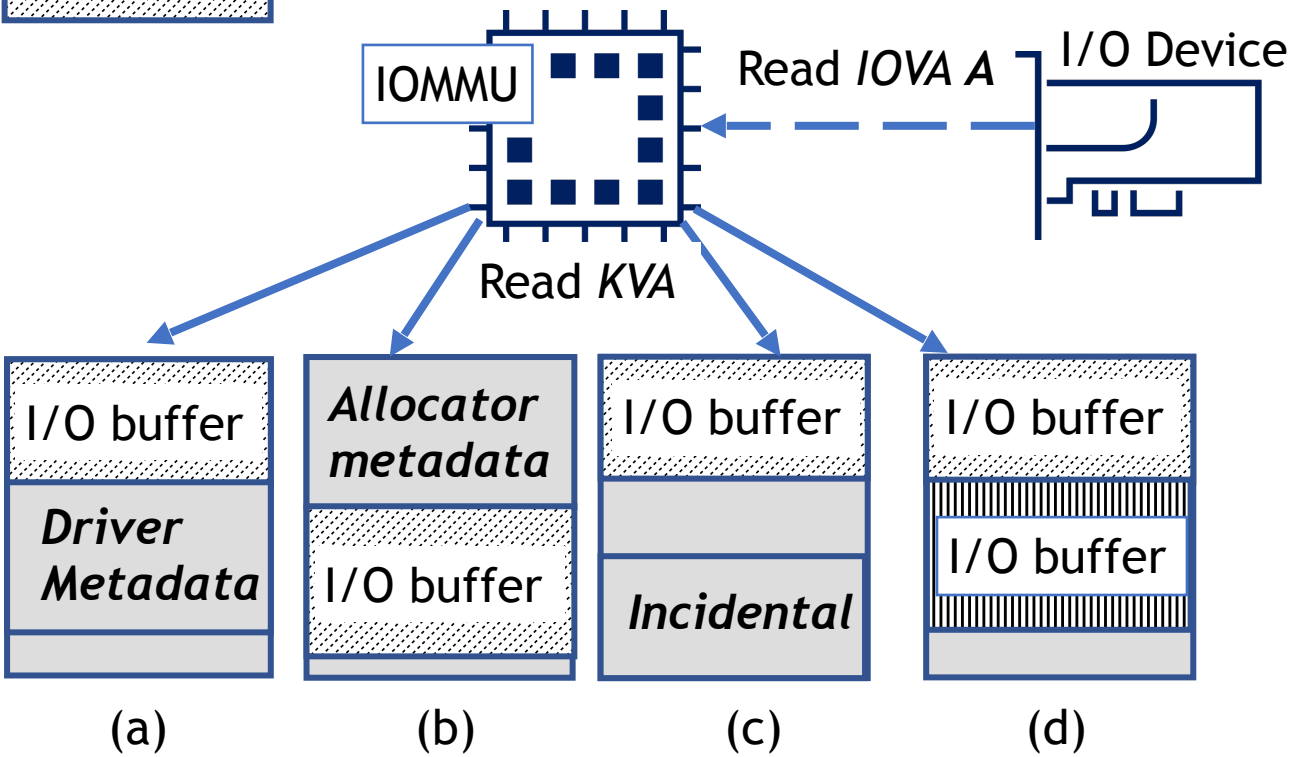 IOMMU
Read IOVA A
I/O Device
Read KVA
I/O buffer
Driver
Metadata
Allocator
metadata
I/O buffer
I/O buffer
Incidental
I/O buffer
I/O buffer
(a)
(b)
(c)
(d)